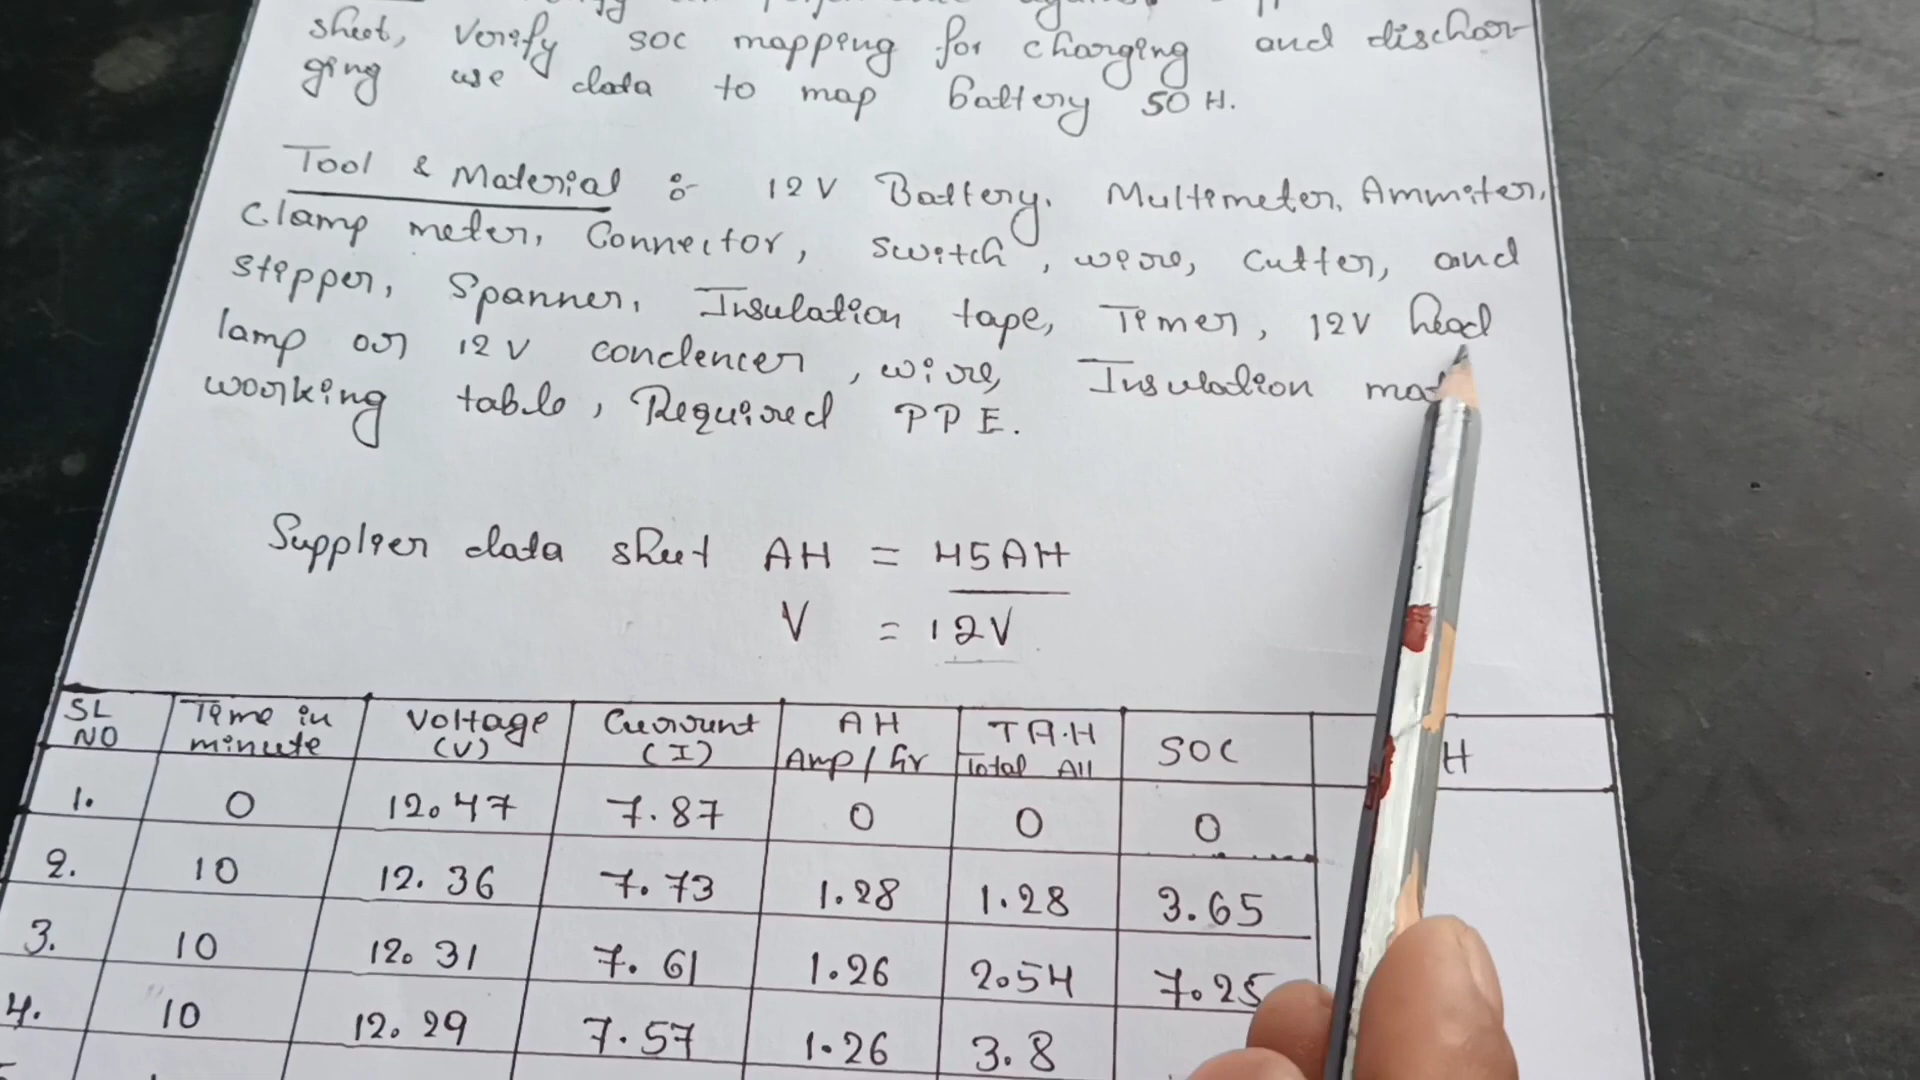 sheet, verify SOC mapping for charging and dischar-
ging use data to map battery SOH.
Tool & Material :- 12V Battery. Multimeter. Ammiter,
Clamp meter, Connector, Switch, wire, Cutter, and
stipper, Spanner, Insulation tape, Timer, 12V head
lamp or 12V condencer, wire, Insulation
working table, Required PPE.
Supplier data sheet AH = 45AH
V = 12V
SL NO Time in minute Voltage (V) Current (I) AH Amp/hr T A.H Total AH SOC H
1. 0 12.47 7.87 0 0 0
2. 10 12.36 7.73 1.28 1.28 3.65
3. 10 12.31 7.61 1.26 2.54 7.25
4. 10 12.29 7.57 1.26 3.8